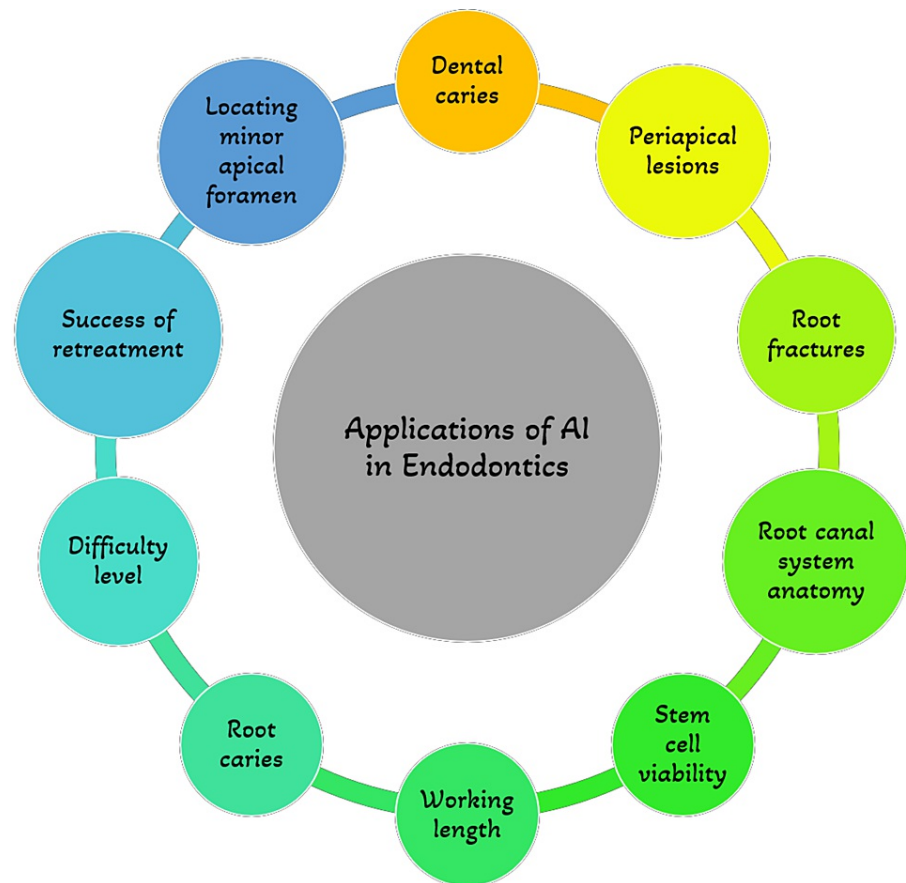 Applications of AI
in Endodontics
Dental
caries
Periapical
lesions
Root
fractures
Root canal
system
anatomy
Stem
cell
viability
Working
length
Root
caries
Difficulty
level
Success of
retreatment
Locating
minor
apical
foramen